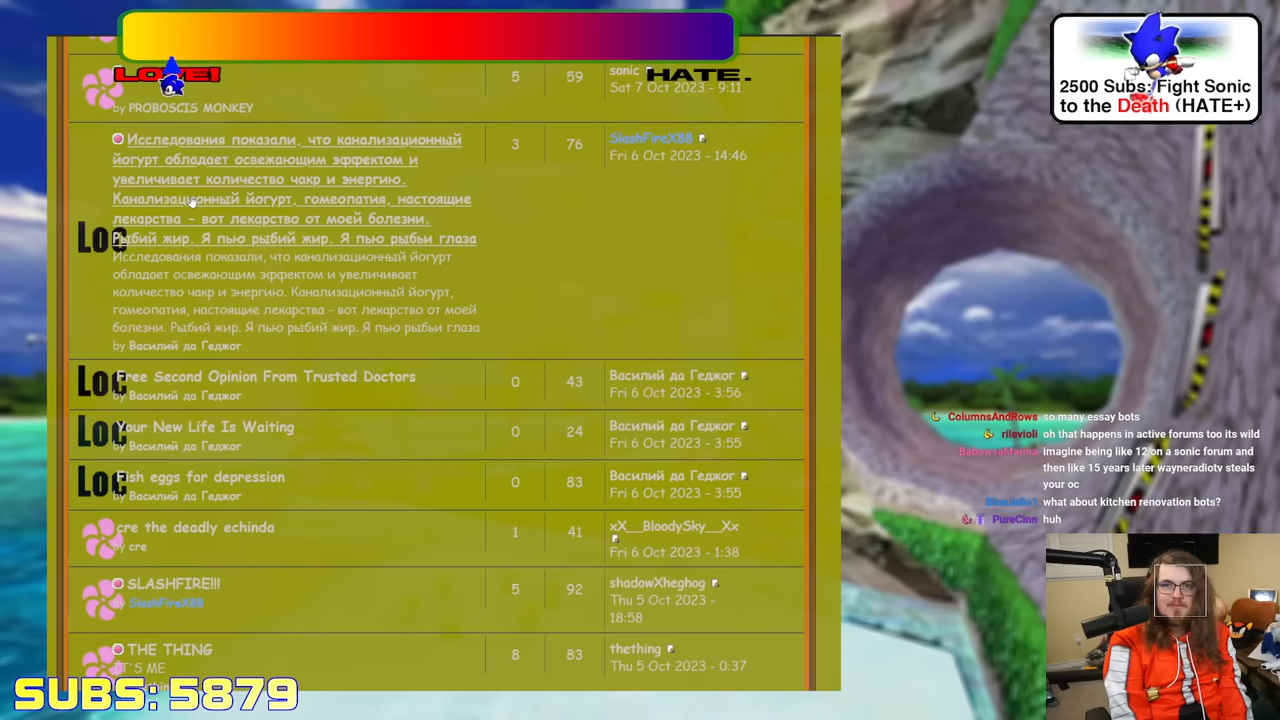 LOVE!
HATE.
2500 Subs: Fight Sonic
to the Death (HATE+)
by PROBOSCIS MONKEY
5
59
sonic
Sat 7 Oct 2023 - 9:11
Исследования показали, что канализационный
йогурт обладает освежающим эффектом и
увеличивает количество чакр и энергию.
Канализационный йогурт, гомеопатия, настоящие
лекарства - вот лекарство от моей болезни.
Рыбий жир. Я пью рыбий жир. Я пью рыбьи глаза
Исследования показали, что канализационный йогурт
обладает освежающим эффектом и увеличивает
количество чакр и энергию. Канализационный йогурт,
гомеопатия, настоящие лекарства - вот лекарство от моей
болезни. Рыбий жир. Я пью рыбий жир. Я пью рыбьи глаза
by Василий да Геджог
3
76
SlashFireX88
Fri 6 Oct 2023 - 14:46
Loc
Free Second Opinion From Trusted Doctors
by Василий да Геджог
0
43
Василий да Геджог
Fri 6 Oct 2023 - 3:56
Loc
Your New Life Is Waiting
by Василий да Геджог
0
24
Василий да Геджог
Fri 6 Oct 2023 - 3:55
Loc
Fish eggs for depression
by Василий да Геджог
0
83
Василий да Геджог
Fri 6 Oct 2023 - 3:55
Loc
cre the deadly echinda
by cre
1
41
xX__BloodySky__Xx
Fri 6 Oct 2023 - 1:38
SLASHFIRE!!!
by SlashFireX88
5
92
shadowXheghog
Thu 5 Oct 2023 -
18:58
THE THING
IT'S ME
8
83
thething
Thu 5 Oct 2023 - 0:37
ColumnsAndRows so many essay bots
rilevioli oh that happens in active forums too its wild
BabowsaMarina Imagine being like 12 on a sonic forum and
then like 15 years later wayneradiotv steals
your oc
what about kitchen renovation bots?
PureCinn huh
SUBS: 5879